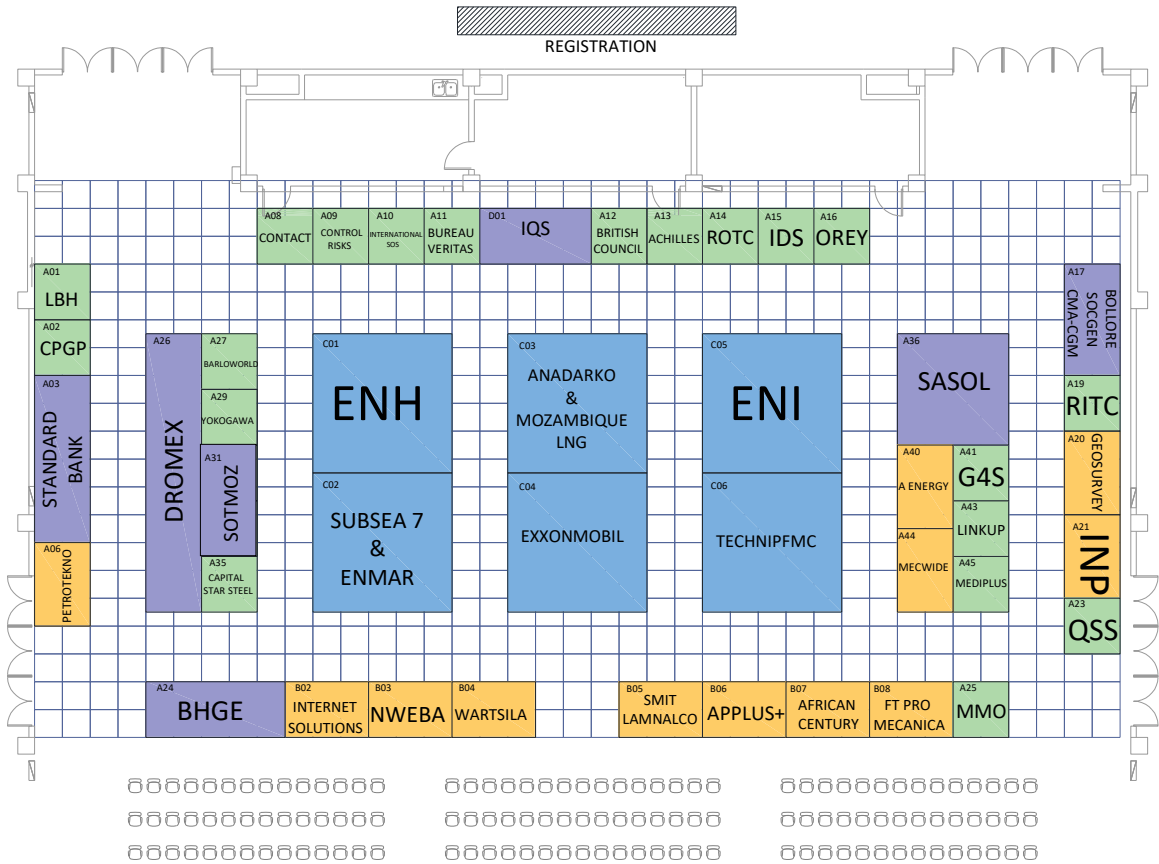 REGISTRATION
A08
CONTACT
A09
CONTROL
RISKS
A10
INTERNATIONAL
SOS
A11
BUREAU
VERITAS
D01
IQS
A12
BRITISH
COUNCIL
A13
ACHILLES
A14
ROTC
A15
IDS
A16
OREY
A01
LBH
A02
CPGP
A03
STANDARD
BANK
A06
PETROTEKNO
A26
DROMEX
A27
BARLOWORLD
A29
YOKOGAWA
A31
SOTMOZ
A35
CAPITAL
STAR STEEL
C01
ENH
C02
SUBSEA 7
&
ENMAR
C03
ANADARKO
&
MOZAMBIQUE
LNG
C04
EXXONMOBIL
C05
ENI
C06
TECHNIPFMC
A36
SASOL
A40
A ENERGY
A41
G4S
A43
LINKUP
A44
MECWIDE
A45
MEDIPLUS
A17
BOLLORE
SOCGEN
CMA-CGM
A19
RITC
A20
GEOSURVEY
A21
INP
A23
QSS
A24
BHGE
B02
INTERNET
SOLUTIONS
B03
NWEBA
B04
WARTSILA
B05
SMIT
LAMNALCO
B06
APPLUS+
B07
AFRICAN
CENTURY
B08
FT PRO
MECANICA
A25
MMO